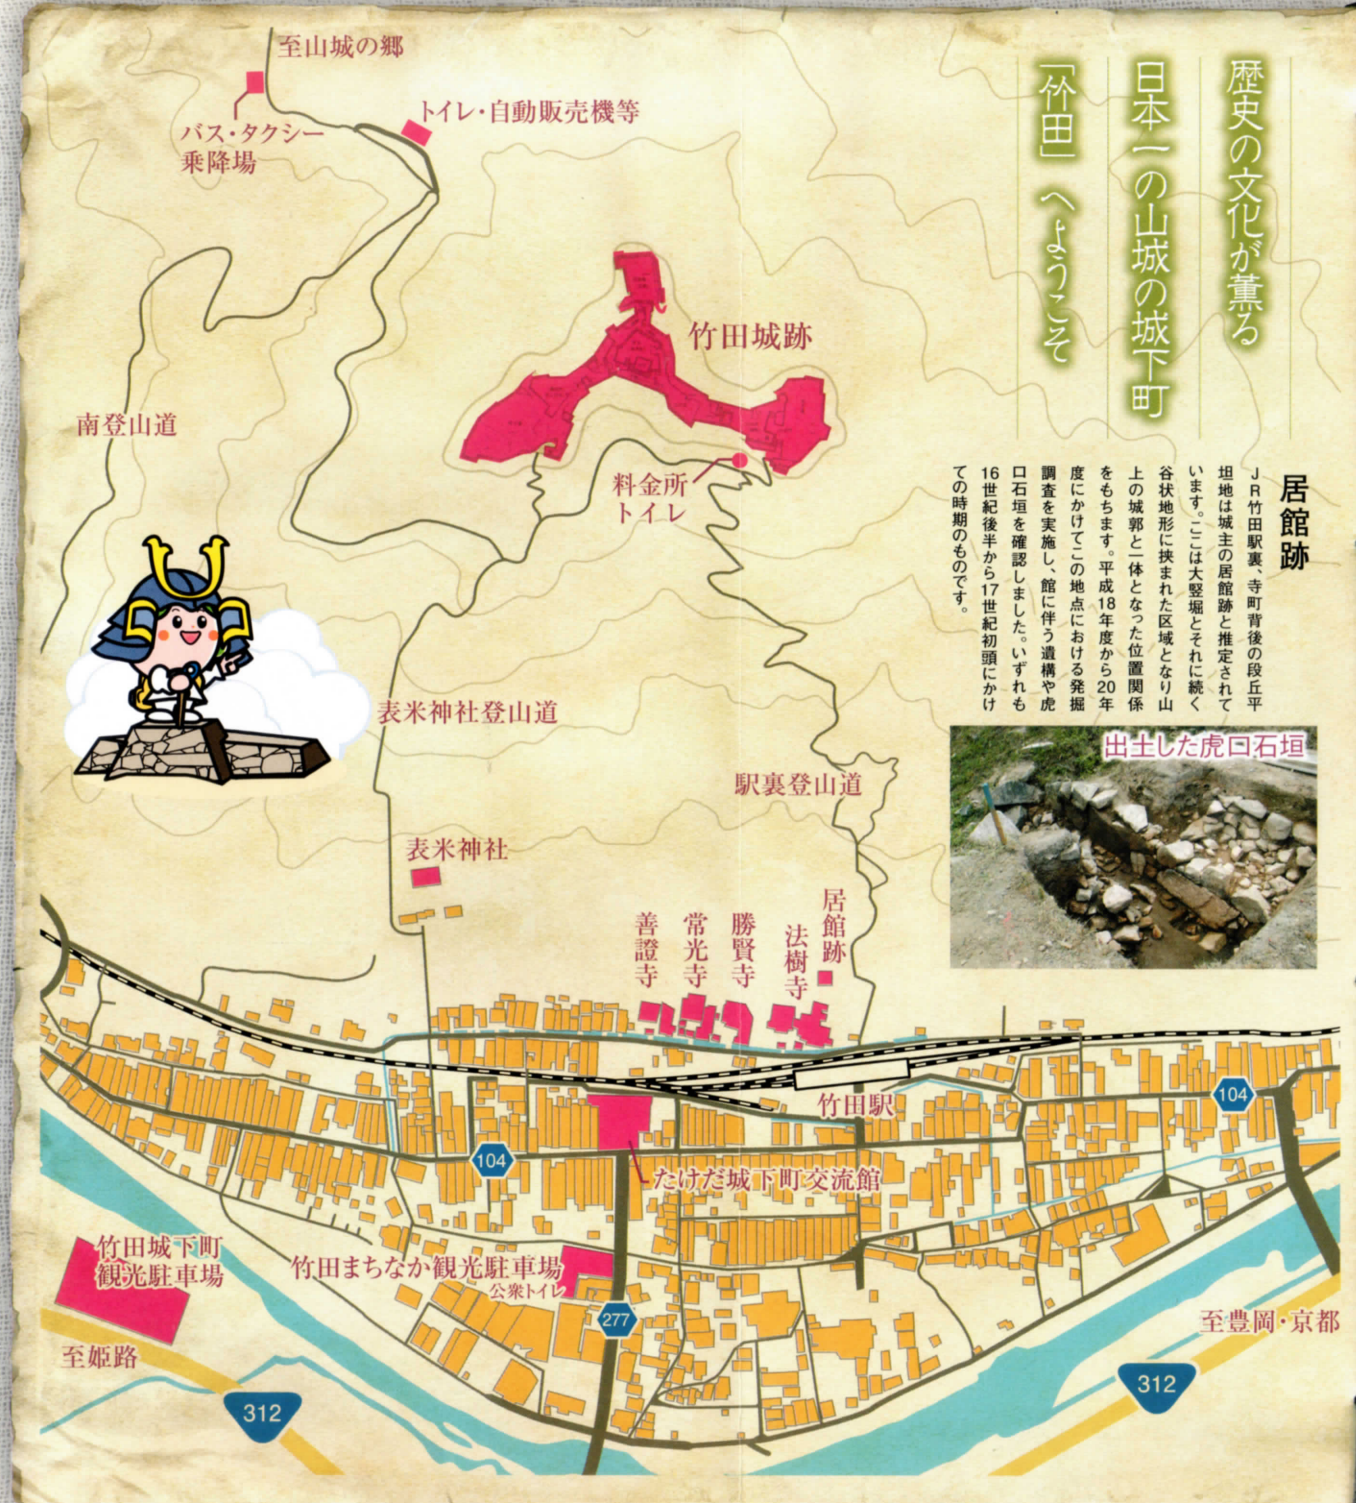 歴史の文化が薫る
日本一の山城の城下町
「竹田」へようこそ
居館跡
JR竹田駅裏、寺町背後の段丘平
坦地は城主の居館跡と推定されて
います。ここは大竪堀とそれに続く
谷状地形に挟まれた区域となり山
上の城郭と一体となった位置関係
をもちます。平成18年度から20年
度にかけてこの地点における発掘
調査を実施し、館に伴う遺構や虎
口石垣を確認しました。いずれも
16世紀後半から17世紀初頭にかけ
ての時期のものです。
出土した虎口石垣
至山城の郷
バス・タクシー
乗降場
トイレ・自動販売機等
竹田城跡
南登山道
料金所
トイレ
表米神社登山道
駅裏登山道
表米神社
居館跡
法樹寺
勝賢寺
常光寺
善證寺
竹田駅
104
104
たけだ城下町交流館
竹田城下町
観光駐車場
竹田まちなか観光駐車場
公衆トイレ
277
至豊岡・京都
至姫路
312
312